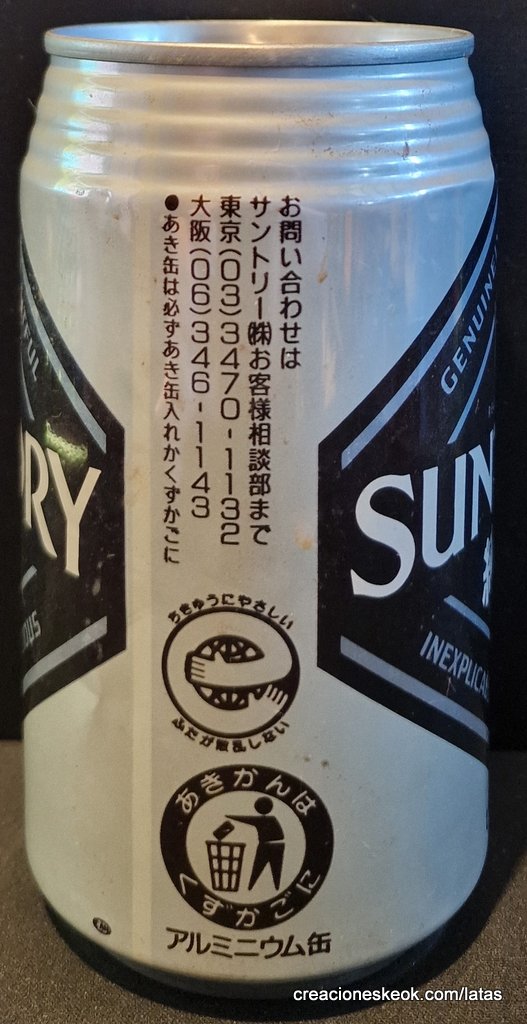 お問い合わせは
サントリー㈱お客様相談部まで
東京(03)3470-1132
大阪(06)346-1143
●あき缶は必ずあき缶入れかくずかごに
ちきゅうにやさしい
ふたが散乱しない
あきかんは
くずかごに
アルミニウム缶
RY
GENUINE
SUN
INEXPLICA
creacioneskeok.com/latas